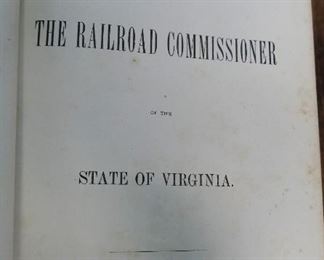 THE RAILROAD COMMISSIONER
OF THE
STATE OF VIRGINIA.